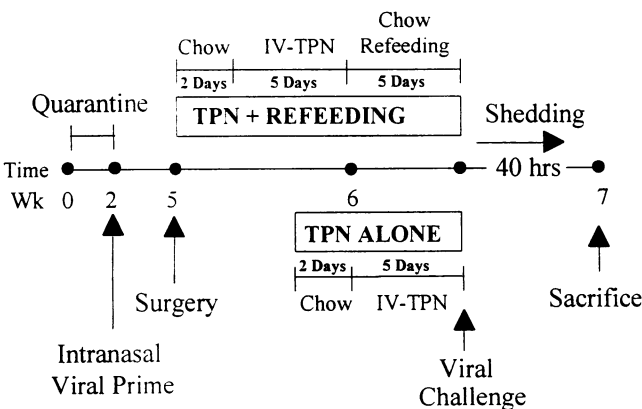 Chow
IV-TPN
Chow
Refeeding
2 Days
5 Days
5 Days
Quarantine
TPN + REFEEDING
Shedding
Time
40 hrs
Wk 0 2 5 6 7
TPN ALONE
2 Days
5 Days
Chow
IV-TPN
Surgery
Sacrifice
Intranasal
Viral Prime
Viral
Challenge